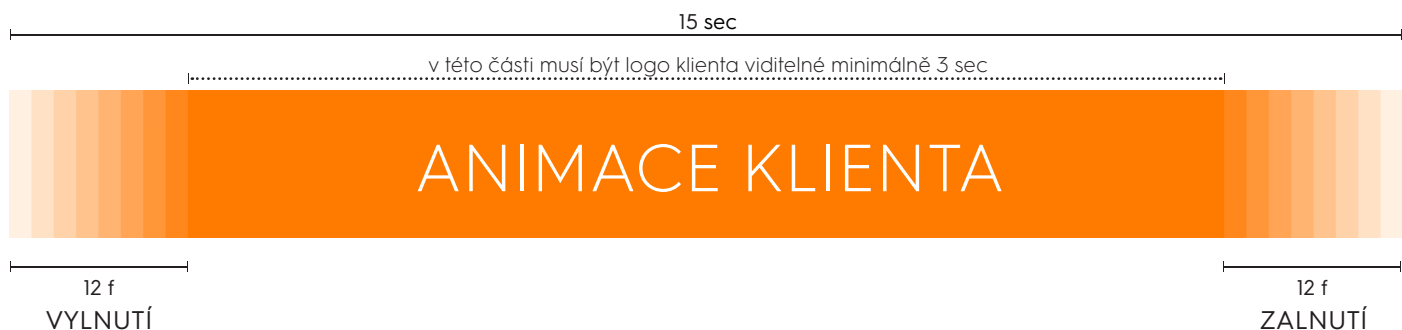 15 sec
v této části musí být logo klienta viditelné minimálně 3 sec
ANIMACE KLIENTA
12 f
VYLNUTÍ
12 f
ZALNUTÍ